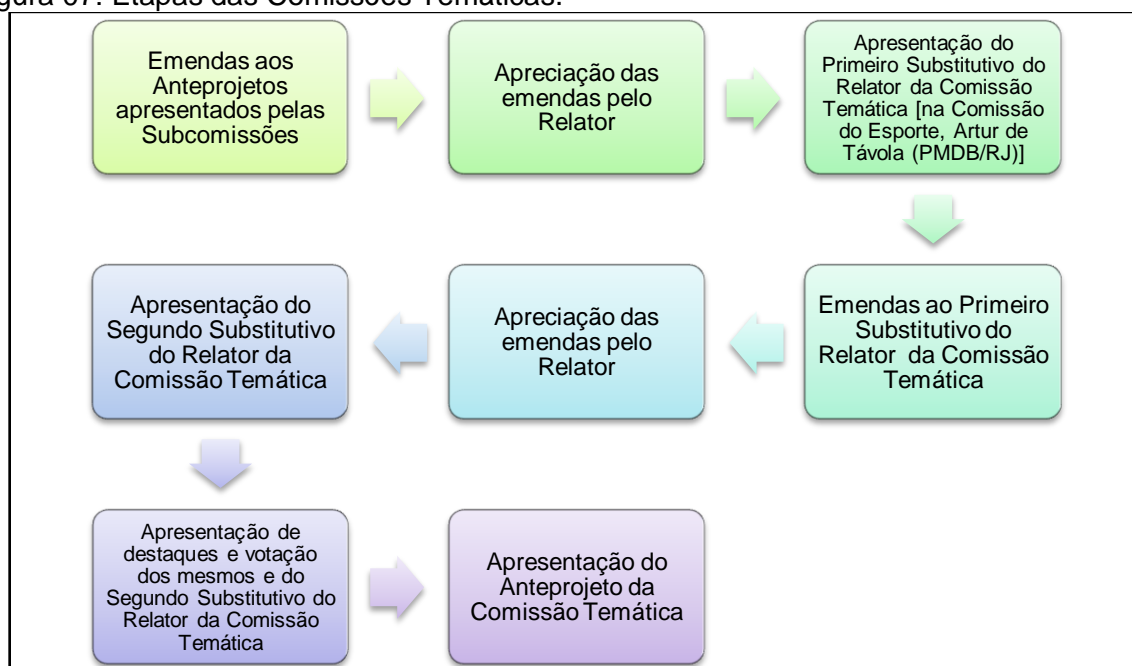 gura 07: Etapas das Comissões Temáticas.
Emendas aos
Anteprojetos
apresentados pelas
Subcomissões
Apreciação das
emendas pelo
Relator
Apresentação do
Primeiro Substitutivo do
Relator da Comissão
Temática [na Comissão
do Esporte, Artur de
Távola (PMDB/RJ)]
Emendas ao Primeiro
Substitutivo do
Relator da Comissão
Temática
Apreciação das
emendas pelo
Relator
Apresentação do
Segundo Substitutivo
do Relator da
Comissão Temática
Apresentação de
destaques e votação
dos mesmos e do
Segundo Substitutivo do
Relator da Comissão
Temática
Apresentação do
Anteprojeto da
Comissão Temática